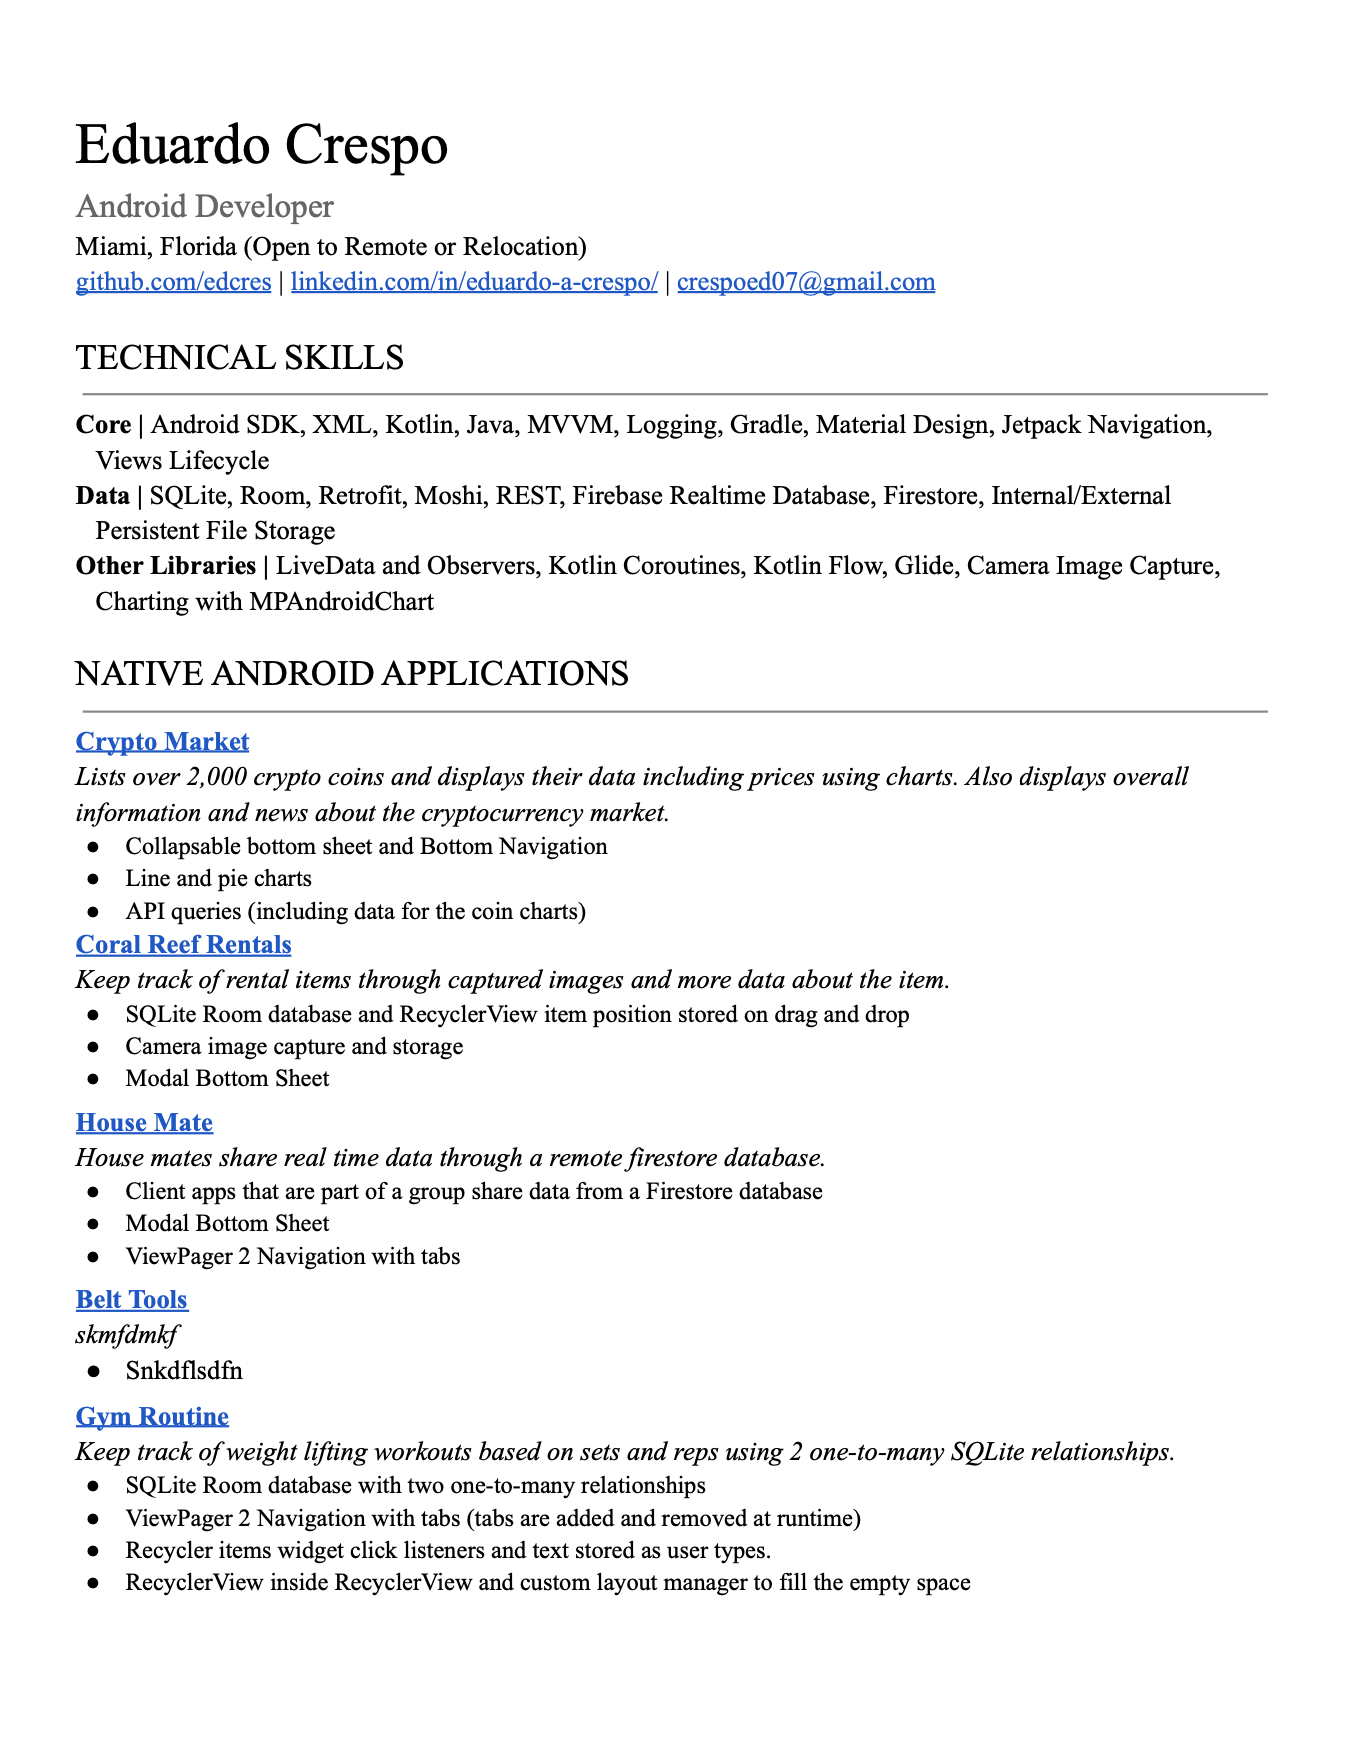 Eduardo Crespo
Android Developer
Miami, Florida (Open to Remote or Relocation)
github.com/edcres | linkedin.com/in/eduardo-a-crespo/ | crespoed07@gmail.com
TECHNICAL SKILLS
Core | Android SDK, XML, Kotlin, Java, MVVM, Logging, Gradle, Material Design, Jetpack Navigation,
Views Lifecycle
Data | SQLite, Room, Retrofit, Moshi, REST, Firebase Realtime Database, Firestore, Internal/External
Persistent File Storage
Other Libraries | LiveData and Observers, Kotlin Coroutines, Kotlin Flow, Glide, Camera Image Capture,
Charting with MPAndroidChart
NATIVE ANDROID APPLICATIONS
Crypto Market
Lists over 2,000 crypto coins and displays their data including prices using charts. Also displays overall
information and news about the cryptocurrency market.
● Collapsable bottom sheet and Bottom Navigation
● Line and pie charts
● API queries (including data for the coin charts)
Coral Reef Rentals
Keep track of rental items through captured images and more data about the item.
● SQLite Room database and RecyclerView item position stored on drag and drop
● Camera image capture and storage
● Modal Bottom Sheet
House Mate
House mates share real time data through a remote firestore database.
● Client apps that are part of a group share data from a Firestore database
● Modal Bottom Sheet
● ViewPager 2 Navigation with tabs
Belt Tools
skmfdmkf
● Snkdflsdfn
Gym Routine
Keep track of weight lifting workouts based on sets and reps using 2 one-to-many SQLite relationships.
● SQLite Room database with two one-to-many relationships
● ViewPager 2 Navigation with tabs (tabs are added and removed at runtime)
● Recycler items widget click listeners and text stored as user types.
● RecyclerView inside RecyclerView and custom layout manager to fill the empty space